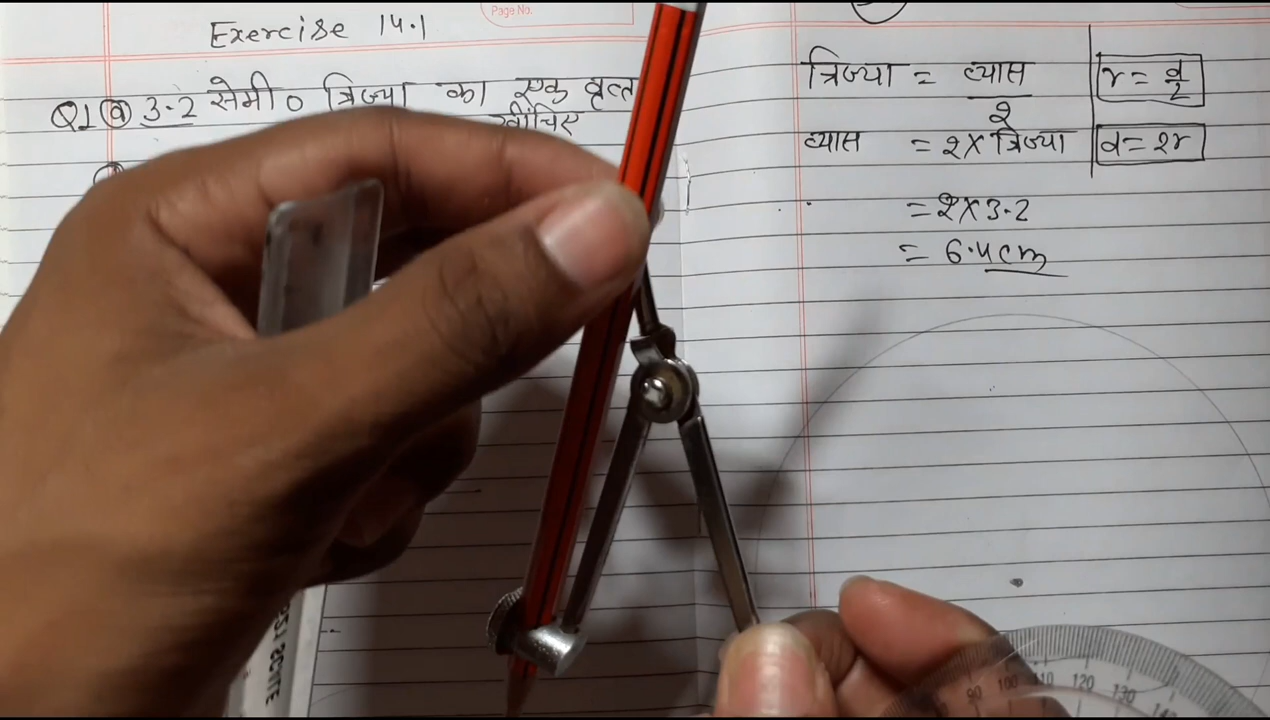 Page No.
Exercise 14.1
Q1 (a) 3.2 सेमी० त्रिज्या का एक वृत्त
खींचिए
त्रिज्या = व्यास / 2
r = d/2
व्यास = 2 X त्रिज्या
d = 2r
= 2 X 3.2
= 6.4 cm
90 100 110 120 130